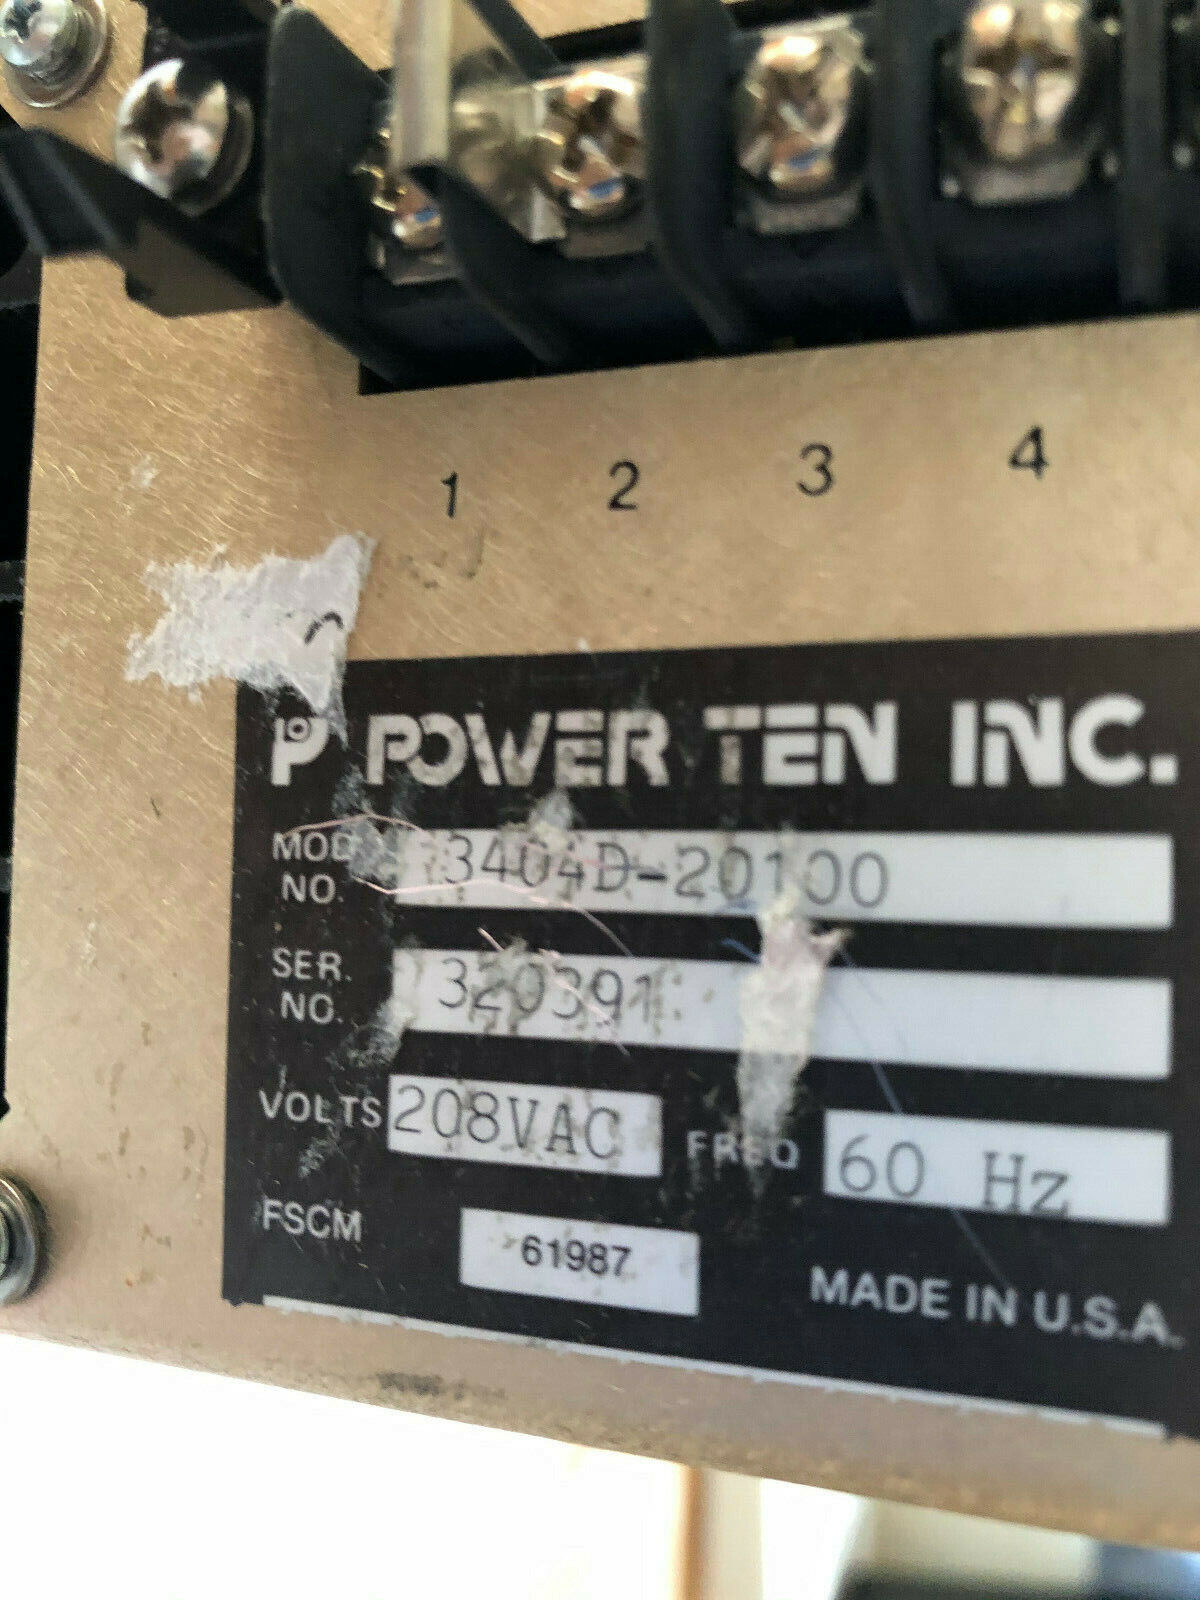 1 2 3 4
P10 POWER TEN INC.
MOD. NO. 3404D-20100
SER. NO. 320391
VOLTS 208VAC FREQ 60 Hz
FSCM 61987
MADE IN U.S.A.